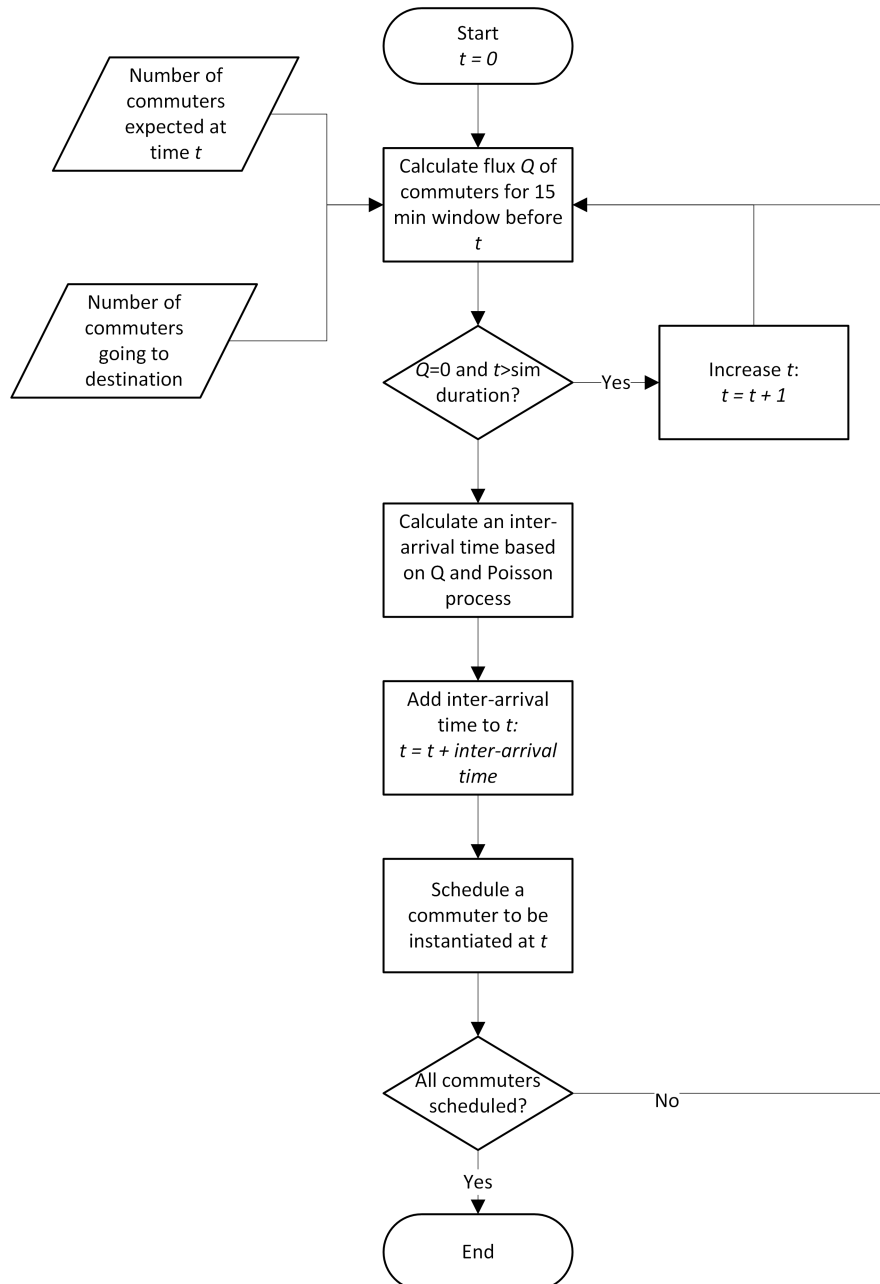 Start
t = 0
Number of
commuters
expected at
time t
Calculate flux Q of
commuters for 15
min window before
t
Number of
commuters
going to
destination
Q=0 and t>sim
duration?
Yes
Increase t:
t = t + 1
Calculate an inter-
arrival time based
on Q and Poisson
process
Add inter-arrival
time to t:
t = t + inter-arrival
time
Schedule a
commuter to be
instantiated at t
All commuters
scheduled?
No
Yes
End